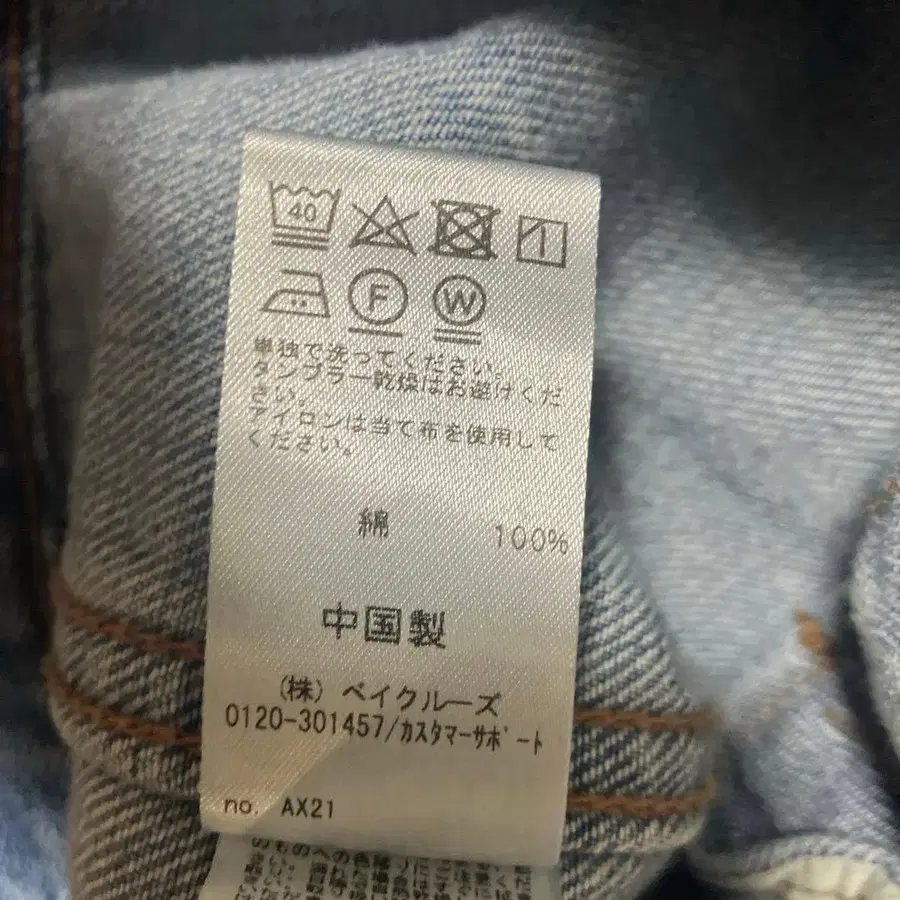 40
F W
単独で洗ってください。
タンブラー乾燥はお避けくだ
さい。
アイロンは当て布を使用して
ください。
綿 100%
中国製
(株) ベイクルーズ
0120-301457/カスタマーサポート
no. AX21